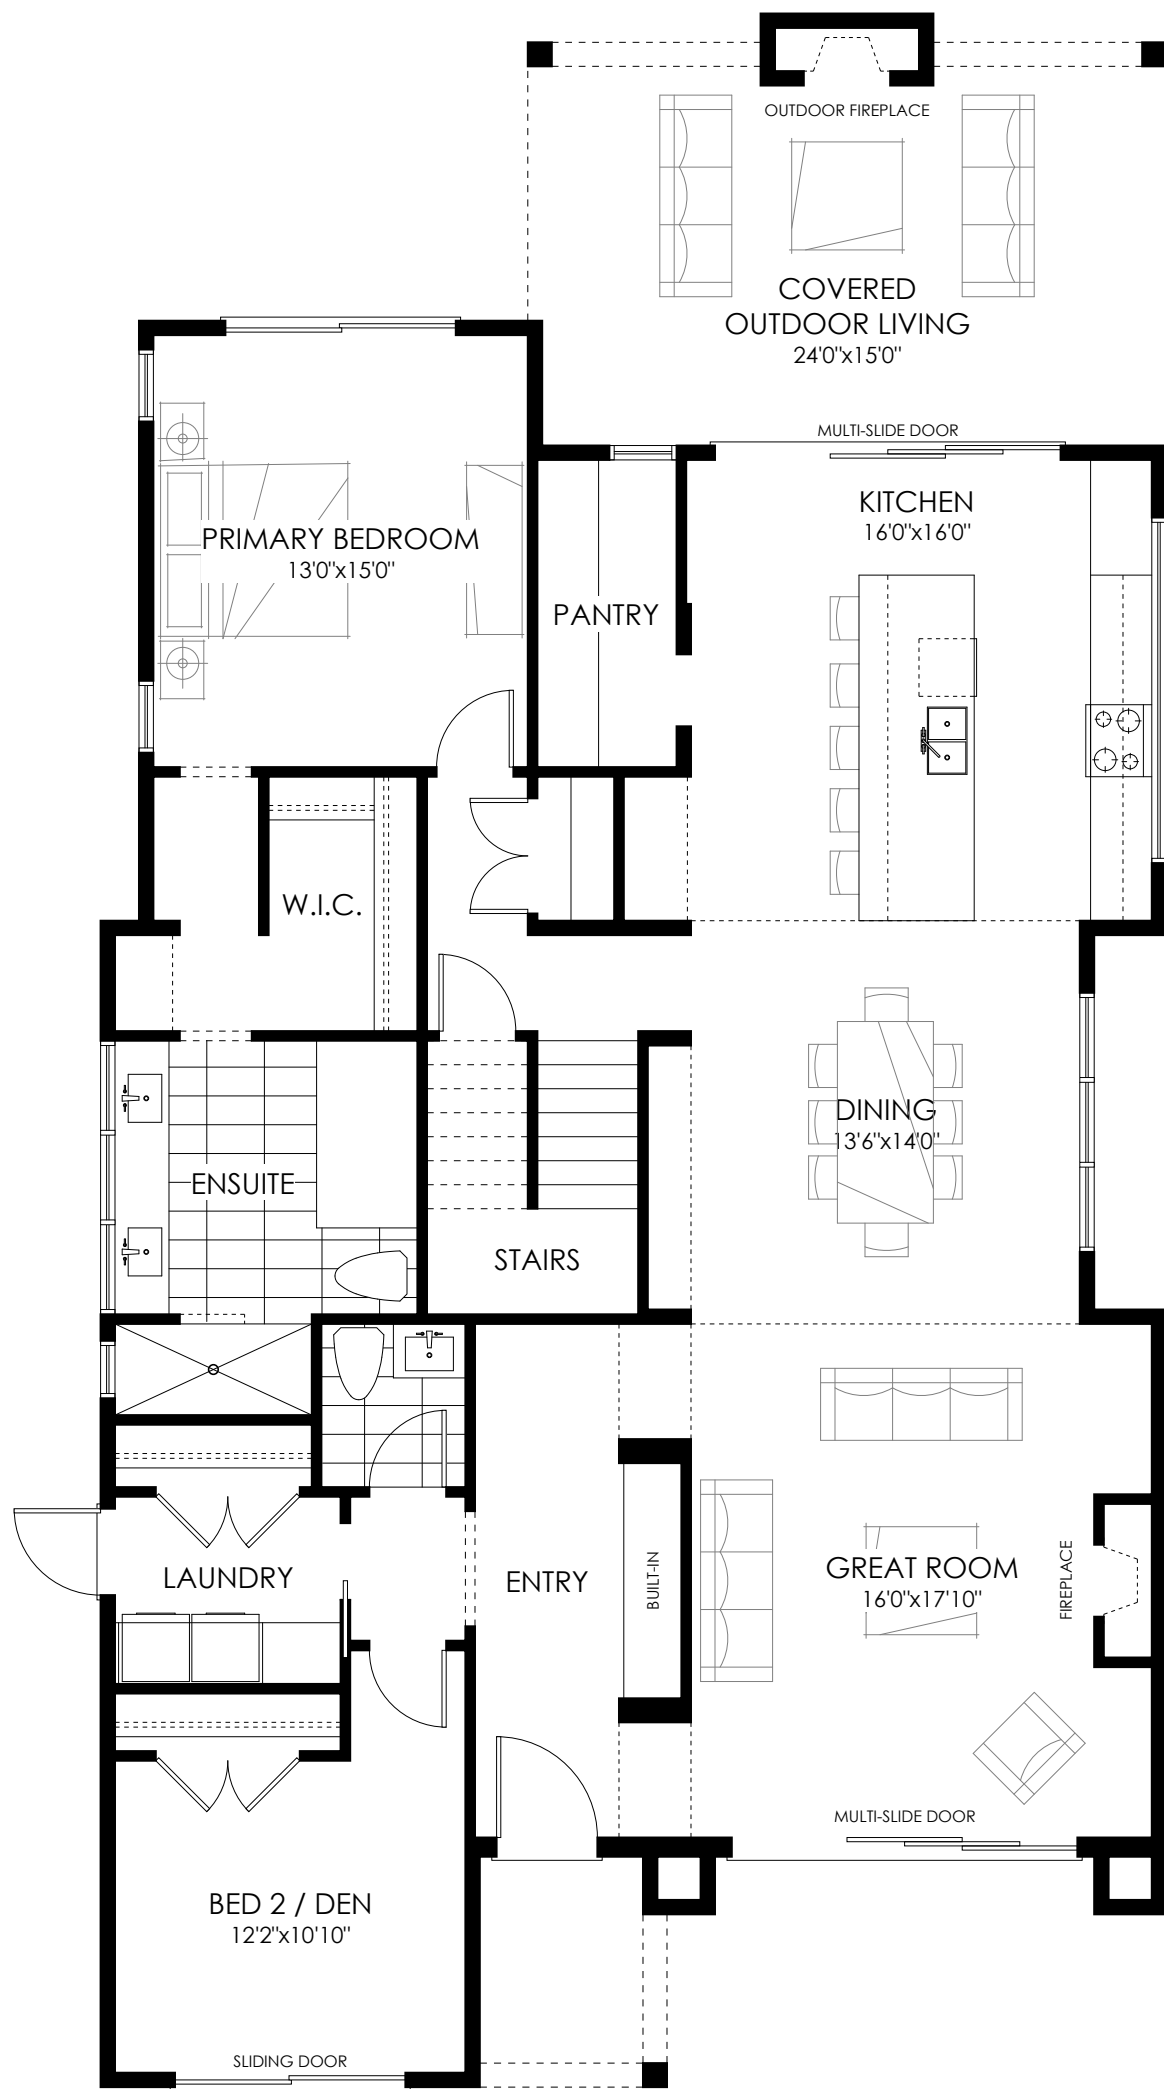 OUTDOOR FIREPLACE
COVERED
OUTDOOR LIVING
24'0"x15'0"
MULTI-SLIDE DOOR
KITCHEN
16'0"x16'0"
PRIMARY BEDROOM
13'0"x15'0"
PANTRY
W.I.C.
DINING
13'6"x14'0"
ENSUITE
STAIRS
LAUNDRY
ENTRY
BUILT-IN
GREAT ROOM
16'0"x17'10"
FIREPLACE
MULTI-SLIDE DOOR
BED 2 / DEN
12'2"x10'10"
SLIDING DOOR